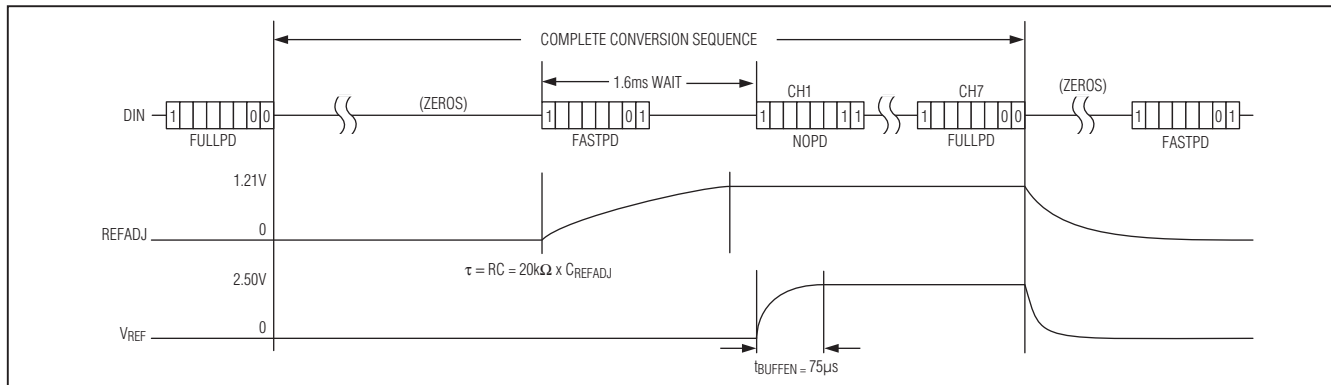 COMPLETE CONVERSION SEQUENCE
1.6ms WAIT
CH1
CH7
(ZEROS)
(ZEROS)
DIN
1 0 0
1 0 1
1 1 1
1 0 0
1 0 1
FULLPD
FASTPD
NOPD
FULLPD
FASTPD
1.21V
0
REFADJ
τ = RC = 20kΩ x CREFADJ
2.50V
0
VREF
tBUFFEN = 75μs